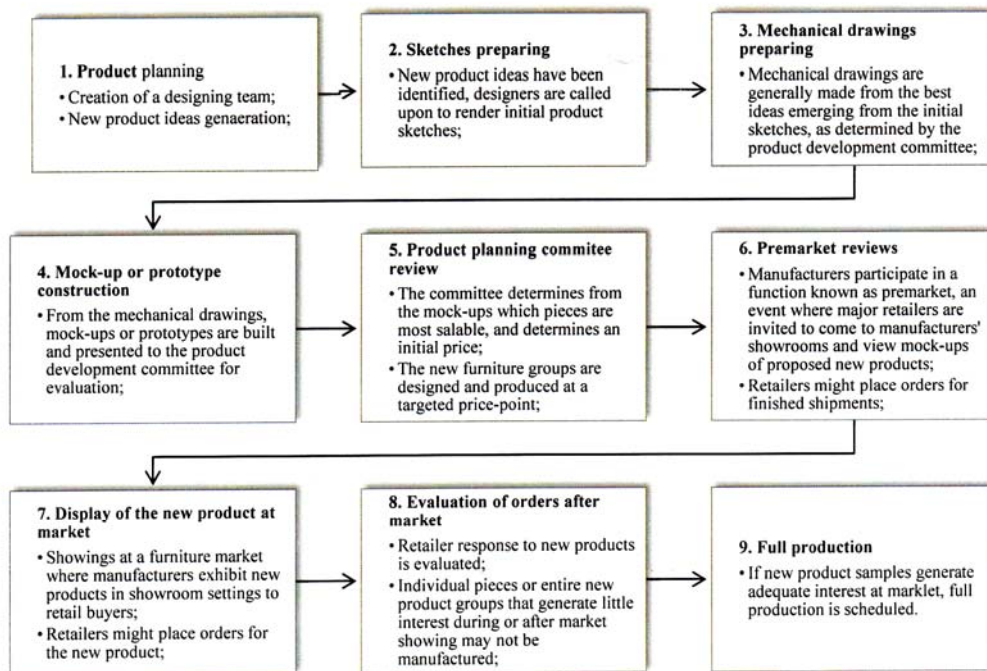 1. Product planning
• Creation of a designing team;
• New product ideas genaeration;
2. Sketches preparing
• New product ideas have been
identified, designers are called
upon to render initial product
sketches;
3. Mechanical drawings
preparing
• Mechanical drawings are
generally made from the best
ideas emerging from the initial
sketches, as determined by the
product development committee;
4. Mock-up or prototype
construction
• From the mechanical drawings,
mock-ups or prototypes are built
and presented to the product
development committee for
evaluation;
5. Product planning commitee
review
• The committee determines from
the mock-ups which pieces are
most salable, and determines an
initial price;
• The new furniture groups are
designed and produced at a
targeted price-point;
6. Premarket reviews
• Manufacturers participate in a
function known as premarket, an
event where major retailers are
invited to come to manufacturers'
showrooms and view mock-ups
of proposed new products;
• Retailers might place orders for
finished shipments;
7. Display of the new product at
market
• Showings at a furniture market
where manufacturers exhibit new
products in showroom settings to
retail buyers;
• Retailers might place orders for
the new product;
8. Evaluation of orders after
market
• Retailer response to new products
is evaluated;
• Individual pieces or entire new
product groups that generate little
interest during or after market
showing may not be
manufactured;
9. Full production
• If new product samples generate
adequate interest at marklet, full
production is scheduled.